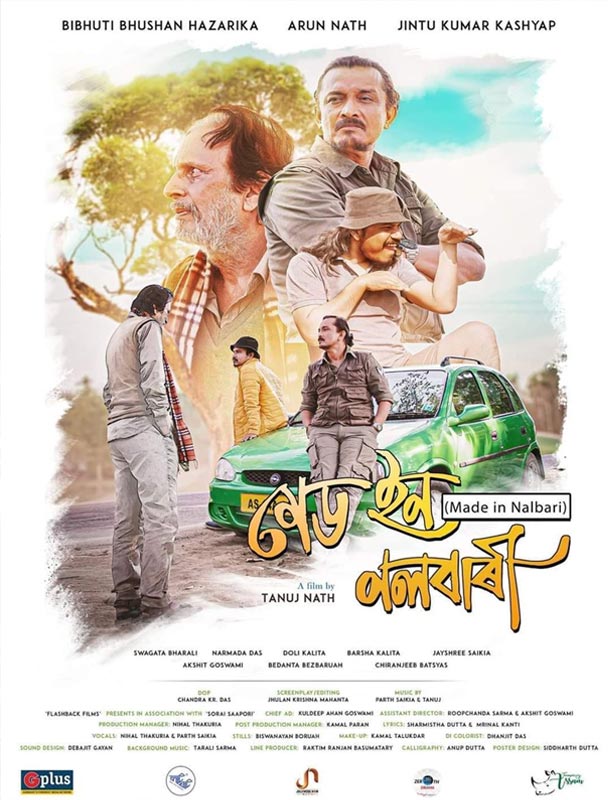 BIBHUTI BHUSHAN HAZARIKA ARUN NATH JINTU KUMAR KASHYAP
AS
মেড ইন
(Made in Nalbari)
নলবাৰী
A film by
TANUJ NATH
SWAGATA BHARALI NARMADA DAS DOLI KALITA BARSHA KALITA JAYSHREE SAIKIA
AKSHIT GOSWAMI BEDANTA BEZBARUAH CHIRANJEEB BATSYAS
DOP SCREENPLAY/EDITING MUSIC BY
CHANDRA KR. DAS JHULAN KRISHNA MAHANTA PARTH SAIKIA & TANUJ
'FLASHBACK FILMS' PRESENTS IN ASSOCIATION WITH 'SORAI SAAPORI' CHIEF AD: KULDEEP AHAN GOSWAMI ASSISTANT DIRECTOR: ROOPCHANDA SARMA & AKSHIT GOSWAMI
PRODUCTION MANAGER: NIHAL THAKURIA POST PRODUCTION MANAGER: KAMAL PARAN LYRICS: SHARMISTHA DUTTA & MRINAL KANTI
VOCALS: NIHAL THAKURIA & PARTH SAIKIA STILLS: BISWANAYAN BORUAH MAKE-UP: KAMAL TALUKDAR DI COLORIST: DHANJIT DAS
SOUND DESIGN: DEBAJIT GAYAN BACKGROUND MUSIC: TARALI SARMA LINE PRODUCER: RAKTIM RANJAN BASUMATARY CALLIGRAPHY: ANUP DUTTA POSTER DESIGN: SIDDHARTH DUTTA
Gplus